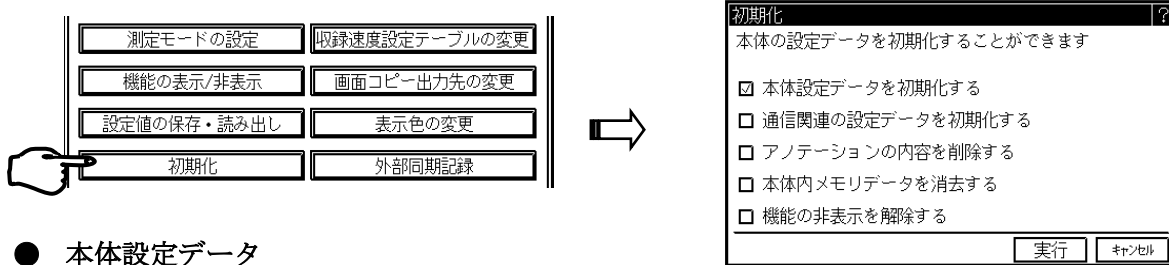 測定モードの設定 収録速度設定テーブルの変更
機能の表示/非表示 画面コピー出力先の変更
設定値の保存・読み出し 表示色の変更
初期化 外部同期記録
● 本体設定データ
初期化 ?
本体の設定データを初期化することができます
☑ 本体設定データを初期化する
□ 通信関連の設定データを初期化する
□ アノテーションの内容を削除する
□ 本体内メモリデータを消去する
□ 機能の非表示を解除する
実行 キャンセル